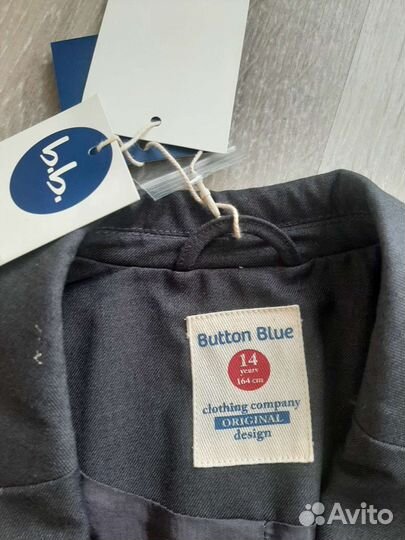 b.b.
Button Blue
14
years
164 cm
clothing company
ORIGINAL
design
Avito